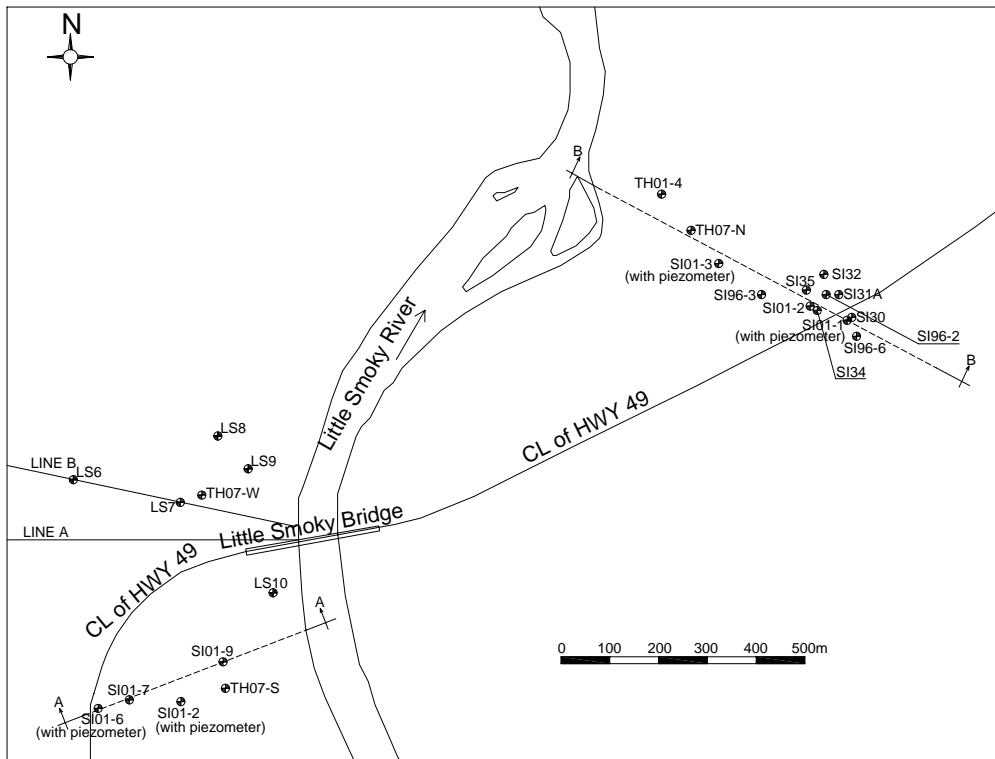 N
B
TH01-4
TH07-N
SI01-3
(with piezometer)
SI32
SI35
SI96-3
SI31A
SI01-2
SI30
SI01-1
(with piezometer)
SI96-6
SI96-2
SI34
B
Little Smoky River
CL of HWY 49
LS8
LS9
LINE B
LS6
LS7
TH07-W
LINE A
Little Smoky Bridge
CL of HWY 49
LS10
A
SI01-9
TH07-S
SI01-7
A
SI01-6
(with piezometer)
SI01-2
(with piezometer)
0 100 200 300 400 500m